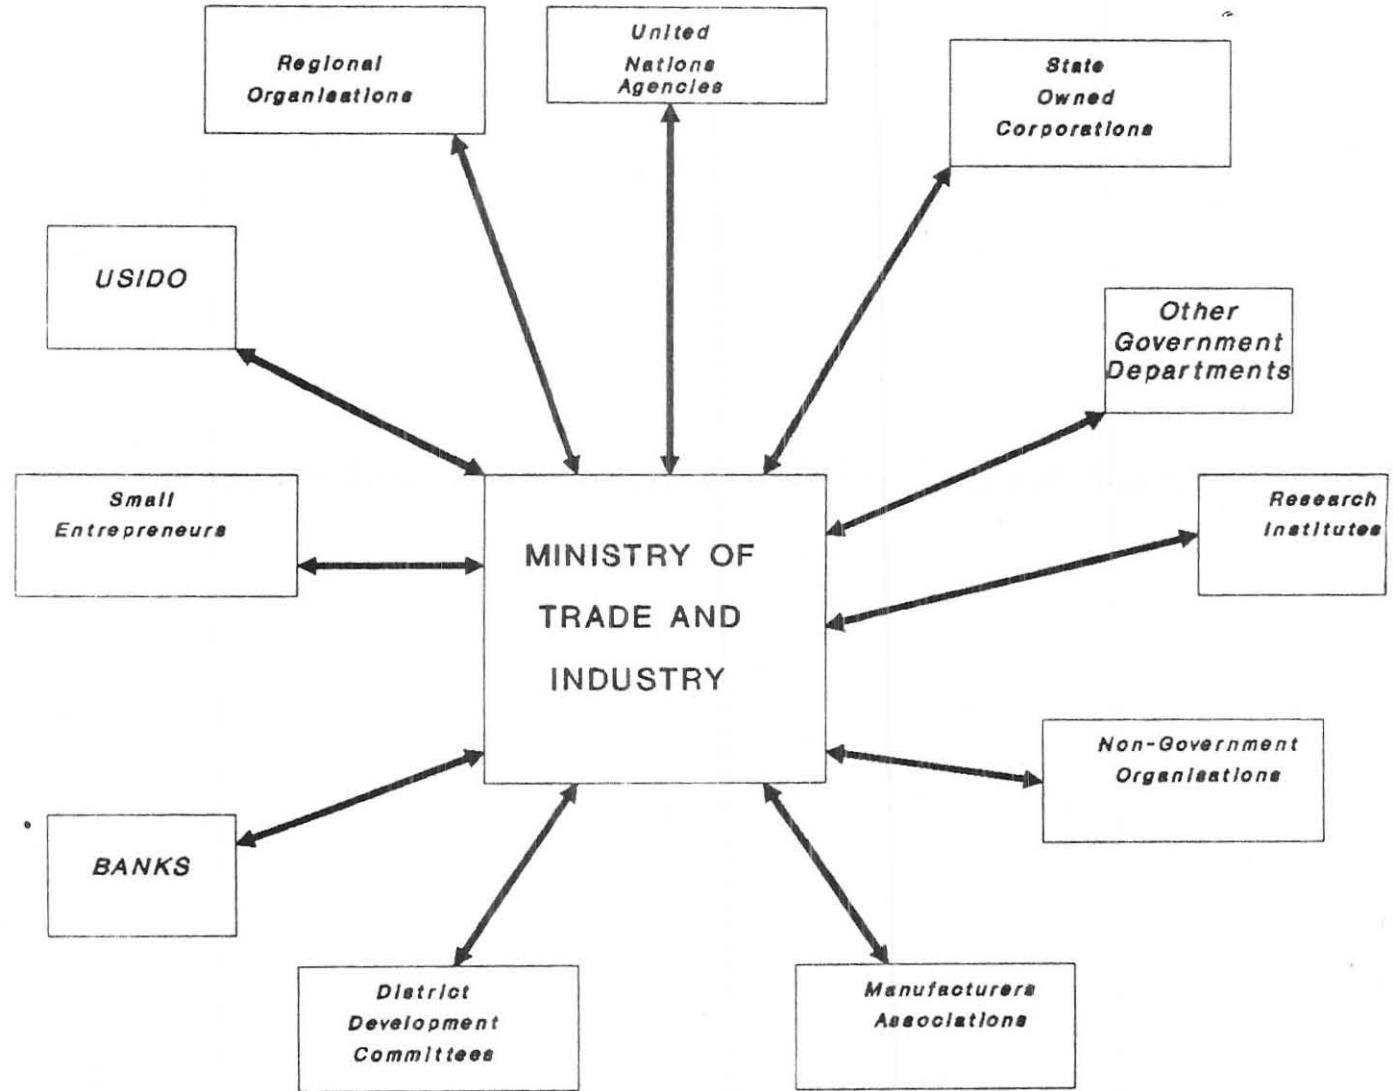 United
Nations
Agencies
Regional
Organisations
State
Owned
Corporations
USIDO
Other
Government
Departments
Small
Entrepreneurs
Research
Institutes
MINISTRY OF
TRADE AND
INDUSTRY
Non-Government
Organisations
BANKS
District
Development
Committees
Manufacturers
Associations